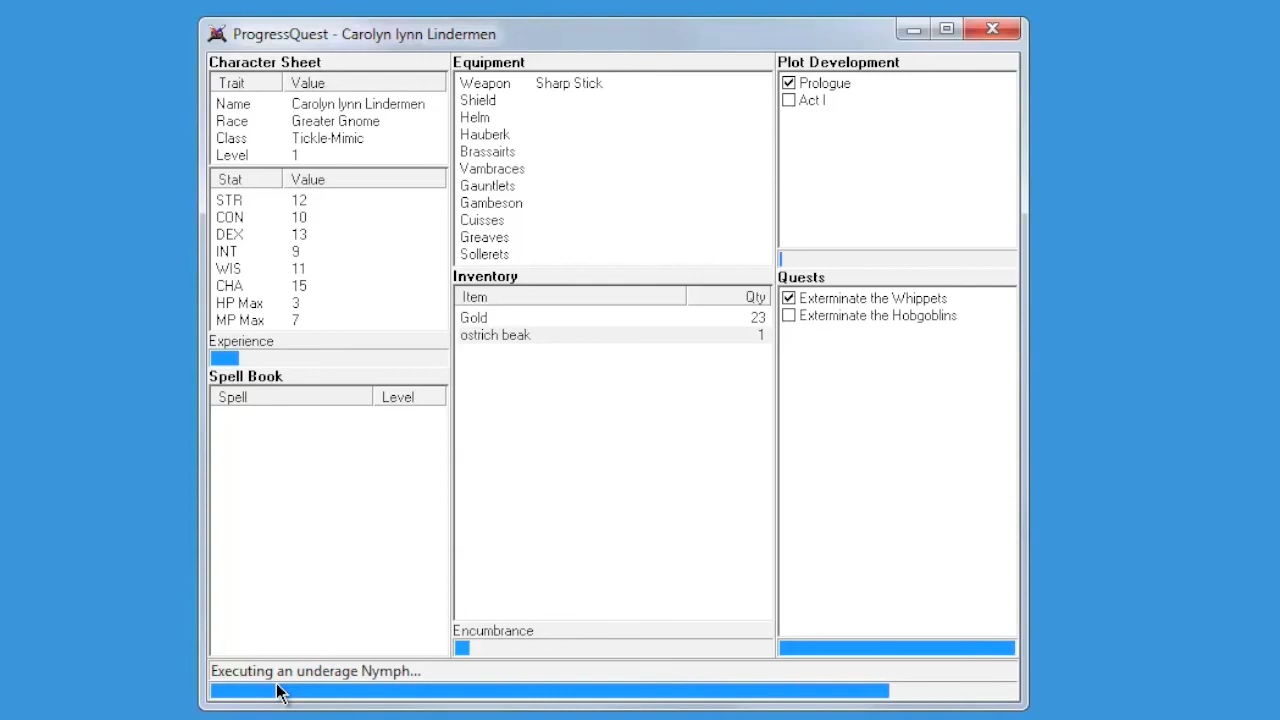 ProgressQuest - Carolyn lynn Lindermen
Character Sheet
Trait Value
Name Carolyn lynn Lindermen
Race Greater Gnome
Class Tickle-Mimic
Level 1
Stat Value
STR 12
CON 10
DEX 13
INT 9
WIS 11
CHA 15
HP Max 3
MP Max 7
Experience
Spell Book
Spell Level
Equipment
Weapon Sharp Stick
Shield
Helm
Hauberk
Brassairts
Vambraces
Gauntlets
Gambeson
Cuisses
Greaves
Sollerets
Inventory
Item Qty
Gold 23
ostrich beak 1
Encumbrance
Plot Development
Prologue
Act I
Quests
Exterminate the Whippets
Exterminate the Hobgoblins
Executing an underage Nymph...